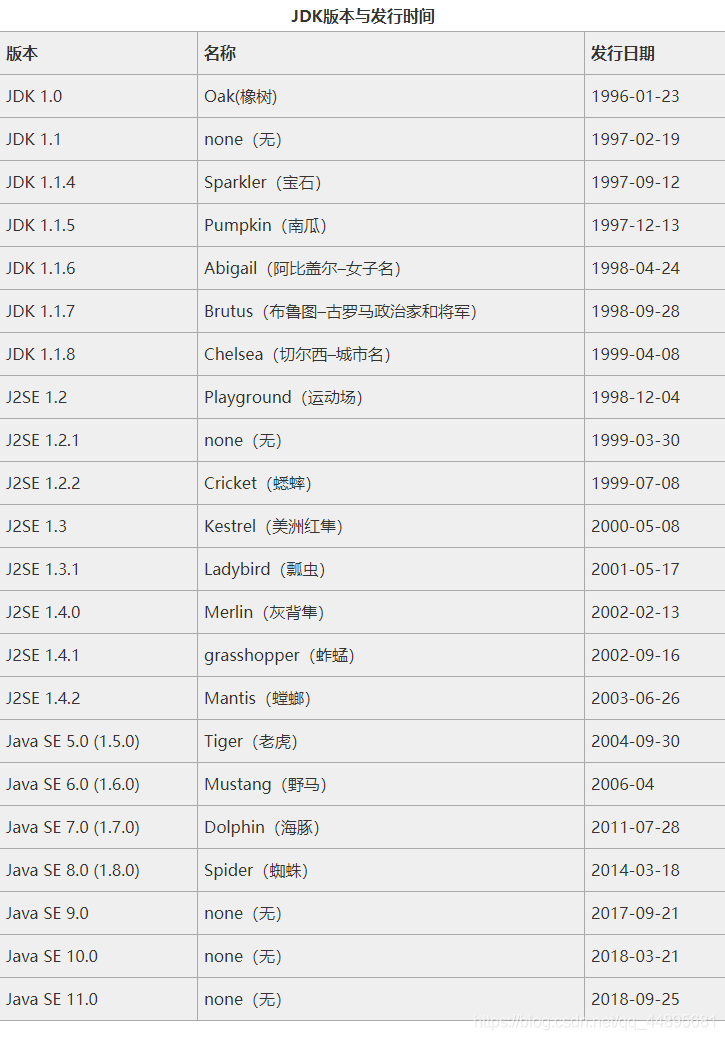 JDK版本与发行时间
版本 名称 发行日期
JDK 1.0 Oak(橡树) 1996-01-23
JDK 1.1 none（无） 1997-02-19
JDK 1.1.4 Sparkler（宝石） 1997-09-12
JDK 1.1.5 Pumpkin（南瓜） 1997-12-13
JDK 1.1.6 Abigail（阿比盖尔–女子名） 1998-04-24
JDK 1.1.7 Brutus（布鲁图–古罗马政治家和将军） 1998-09-28
JDK 1.1.8 Chelsea（切尔西–城市名） 1999-04-08
J2SE 1.2 Playground（运动场） 1998-12-04
J2SE 1.2.1 none（无） 1999-03-30
J2SE 1.2.2 Cricket（蟋蟀） 1999-07-08
J2SE 1.3 Kestrel（美洲红隼） 2000-05-08
J2SE 1.3.1 Ladybird（瓢虫） 2001-05-17
J2SE 1.4.0 Merlin（灰背隼） 2002-02-13
J2SE 1.4.1 grasshopper（蚱蜢） 2002-09-16
J2SE 1.4.2 Mantis（螳螂） 2003-06-26
Java SE 5.0 (1.5.0) Tiger（老虎） 2004-09-30
Java SE 6.0 (1.6.0) Mustang（野马） 2006-04
Java SE 7.0 (1.7.0) Dolphin（海豚） 2011-07-28
Java SE 8.0 (1.8.0) Spider（蜘蛛） 2014-03-18
Java SE 9.0 none（无） 2017-09-21
Java SE 10.0 none（无） 2018-03-21
Java SE 11.0 none（无） 2018-09-25
https://blog.csdn.net/qq_44895681